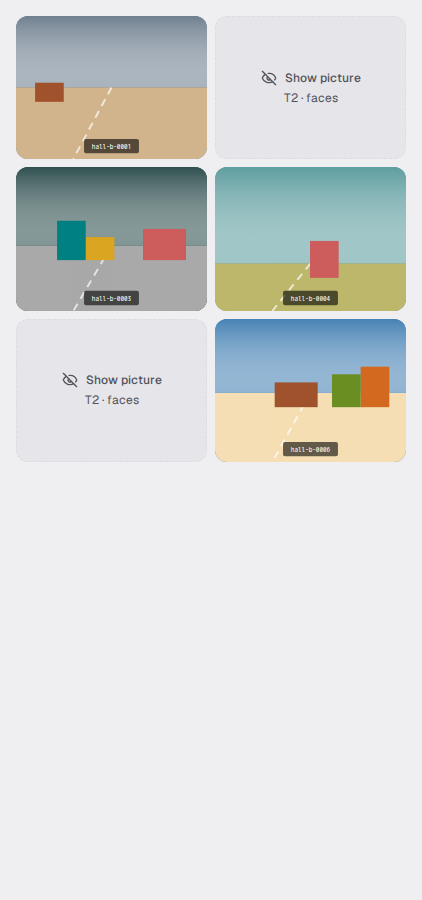 hall-b-0001
Show picture
T2 · faces
hall-b-0003
hall-b-0004
Show picture
T2 · faces
hall-b-0006